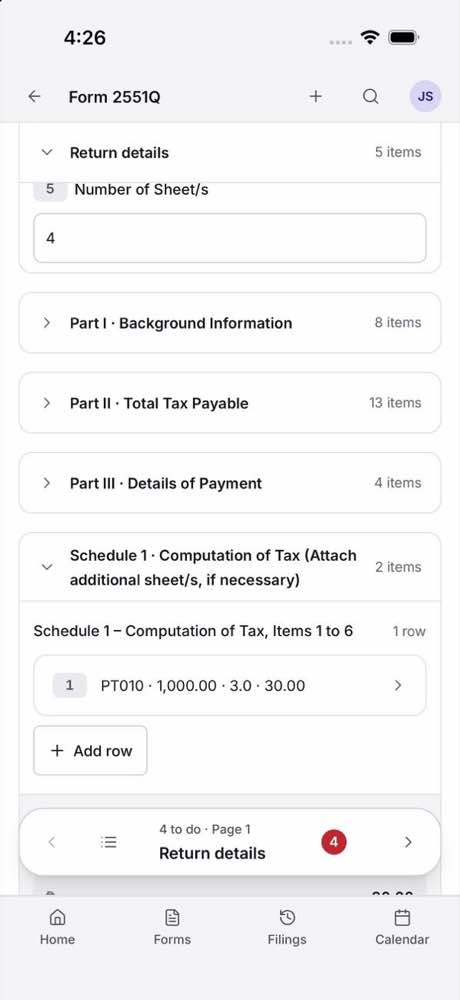 4:26
Form 2551Q
JS
Return details
5 items
5 Number of Sheet/s
4
Part I · Background Information
8 items
Part II · Total Tax Payable
13 items
Part III · Details of Payment
4 items
Schedule 1 · Computation of Tax (Attach
additional sheet/s, if necessary)
2 items
Schedule 1 – Computation of Tax, Items 1 to 6
1 row
1 PT010 · 1,000.00 · 3.0 · 30.00
+ Add row
4 to do · Page 1
Return details
4
Home
Forms
Filings
Calendar